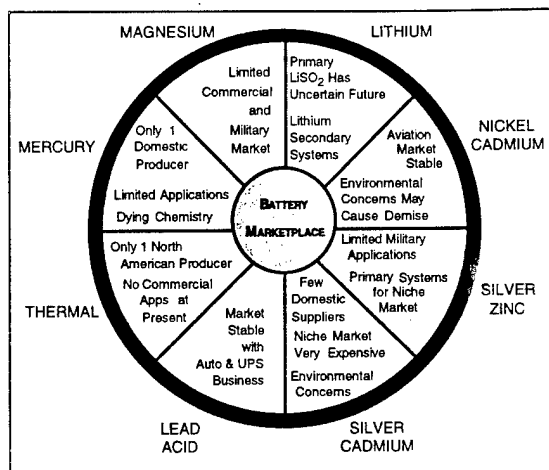 MAGNESIUM
LITHIUM
Limited
Commercial
and
Military
Market
Primary
LiSO2 Has
Uncertain Future
Lithium
Secondary
Systems
NICKEL
CADMIUM
Aviation
Market
Stable
Environmental
Concerns May
Cause Demise
MERCURY
Only 1
Domestic
Producer
Limited Applications
Dying Chemistry
BATTERY
MARKETPLACE
THERMAL
Only 1 North
American Producer
No Commercial
Apps at
Present
Limited Military
Applications
Primary Systems
for Niche
Market
SILVER
ZINC
Market
Stable
with
Auto & UPS
Business
Few
Domestic
Suppliers
Niche Market
Very Expensive
Environmental
Concerns
LEAD
ACID
SILVER
CADMIUM